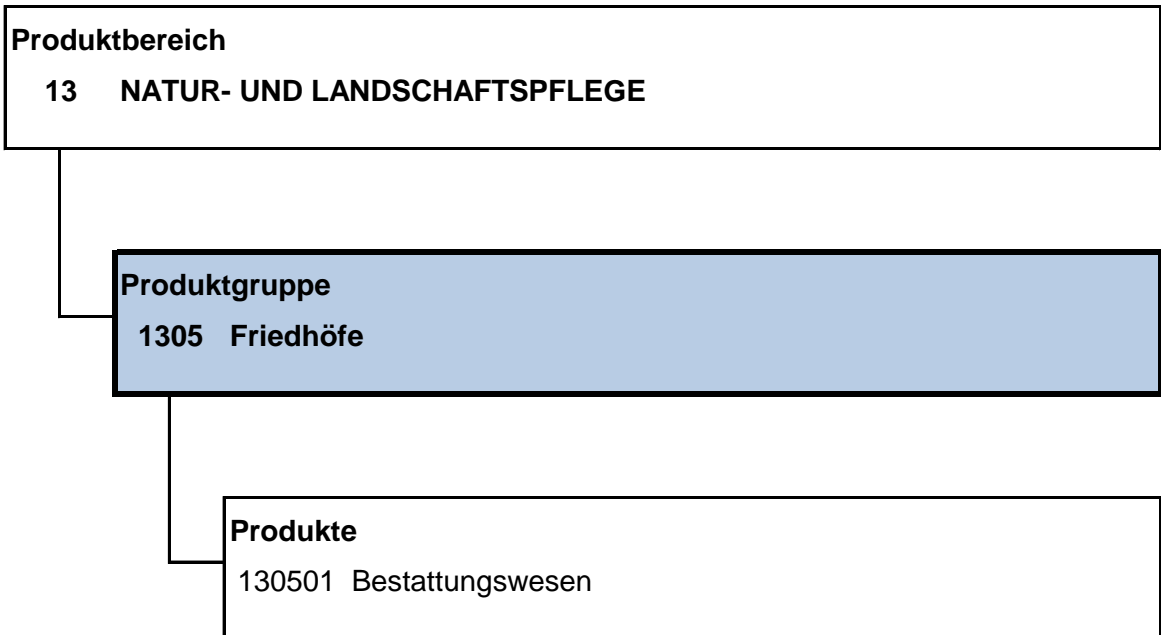 Produktbereich
13 NATUR- UND LANDSCHAFTSPFLEGE
Produktgruppe
1305 Friedhöfe
Produkte
130501 Bestattungswesen